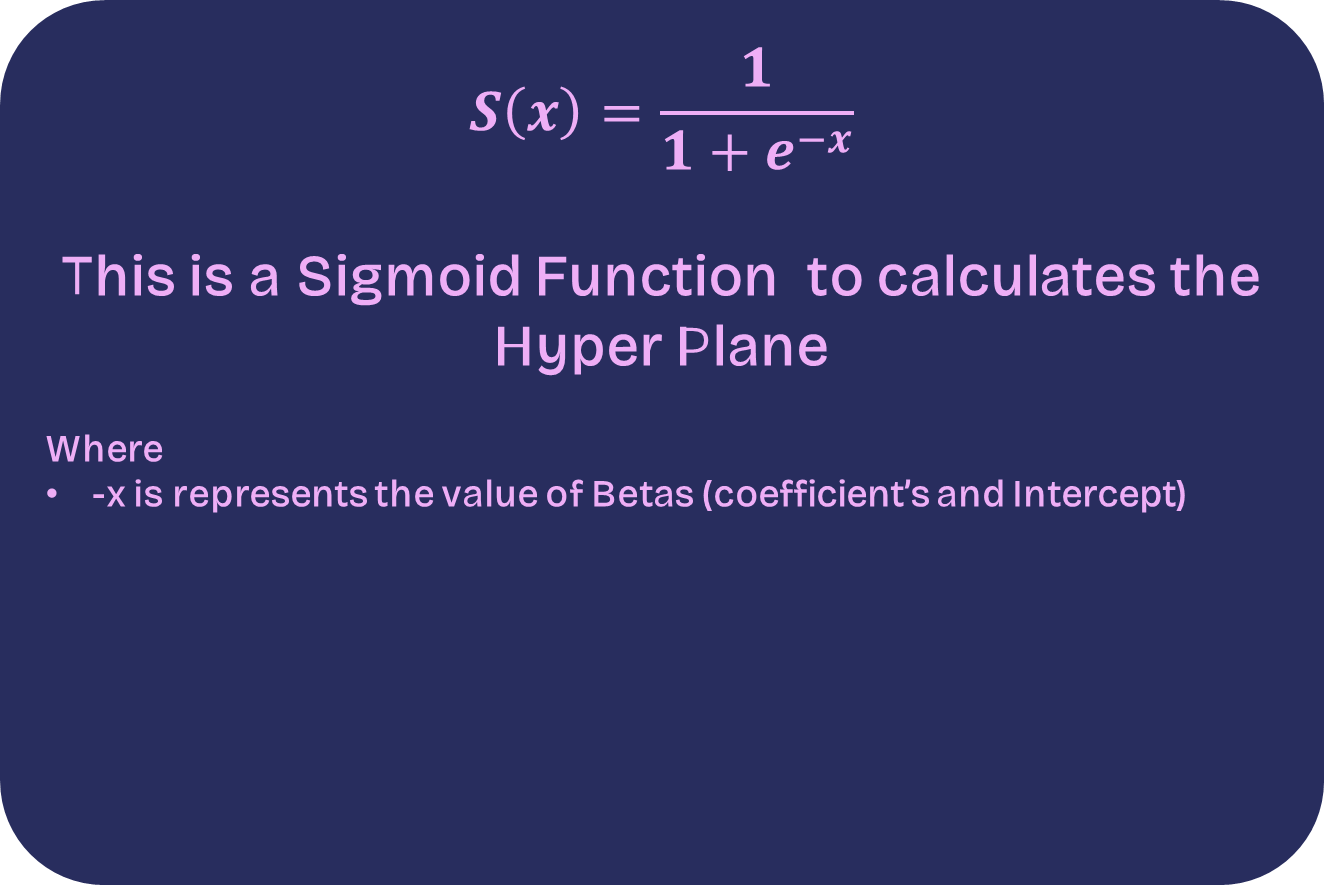 S(x) = 1 / (1 + e^{-x})
This is a Sigmoid Function  to calculates the
Hyper Plane
Where
• -x is represents the value of Betas (coefficient’s and Intercept)